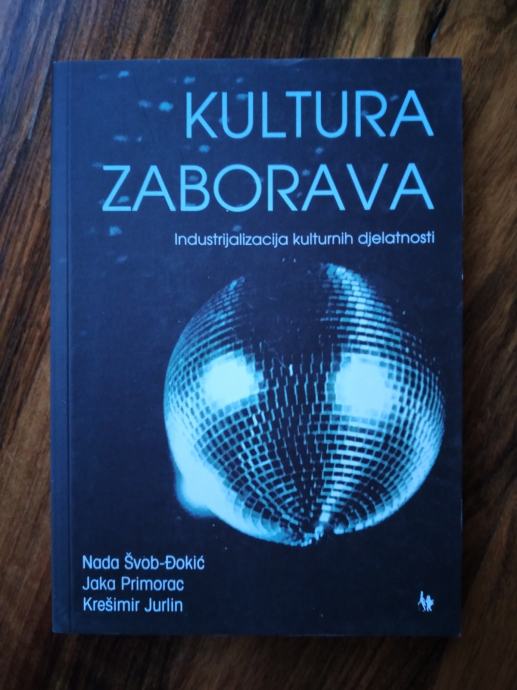 KULTURA
ZABORAVA
Industrijalizacija kulturnih djelatnosti
Nada Švob-Đokić
Jaka Primorac
Krešimir Jurlin